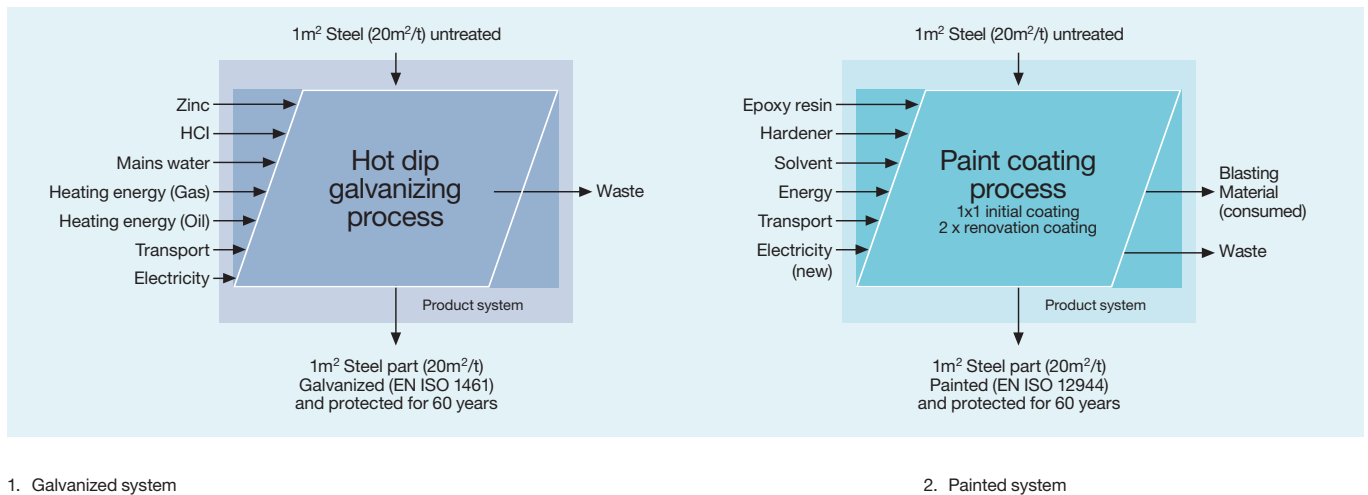 1m² Steel (20m²/t) untreated
Zinc
HCl
Mains water
Heating energy (Gas)
Heating energy (Oil)
Transport
Electricity
Hot dip
galvanizing
process
Waste
Product system
1m² Steel part (20m²/t)
Galvanized (EN ISO 1461)
and protected for 60 years
1m² Steel (20m²/t) untreated
Epoxy resin
Hardener
Solvent
Energy
Transport
Electricity
(new)
Paint coating
process
1x1 initial coating
2 x renovation coating
Blasting
Material
(consumed)
Waste
Product system
1m² Steel part (20m²/t)
Painted (EN ISO 12944)
and protected for 60 years
1. Galvanized system
2. Painted system